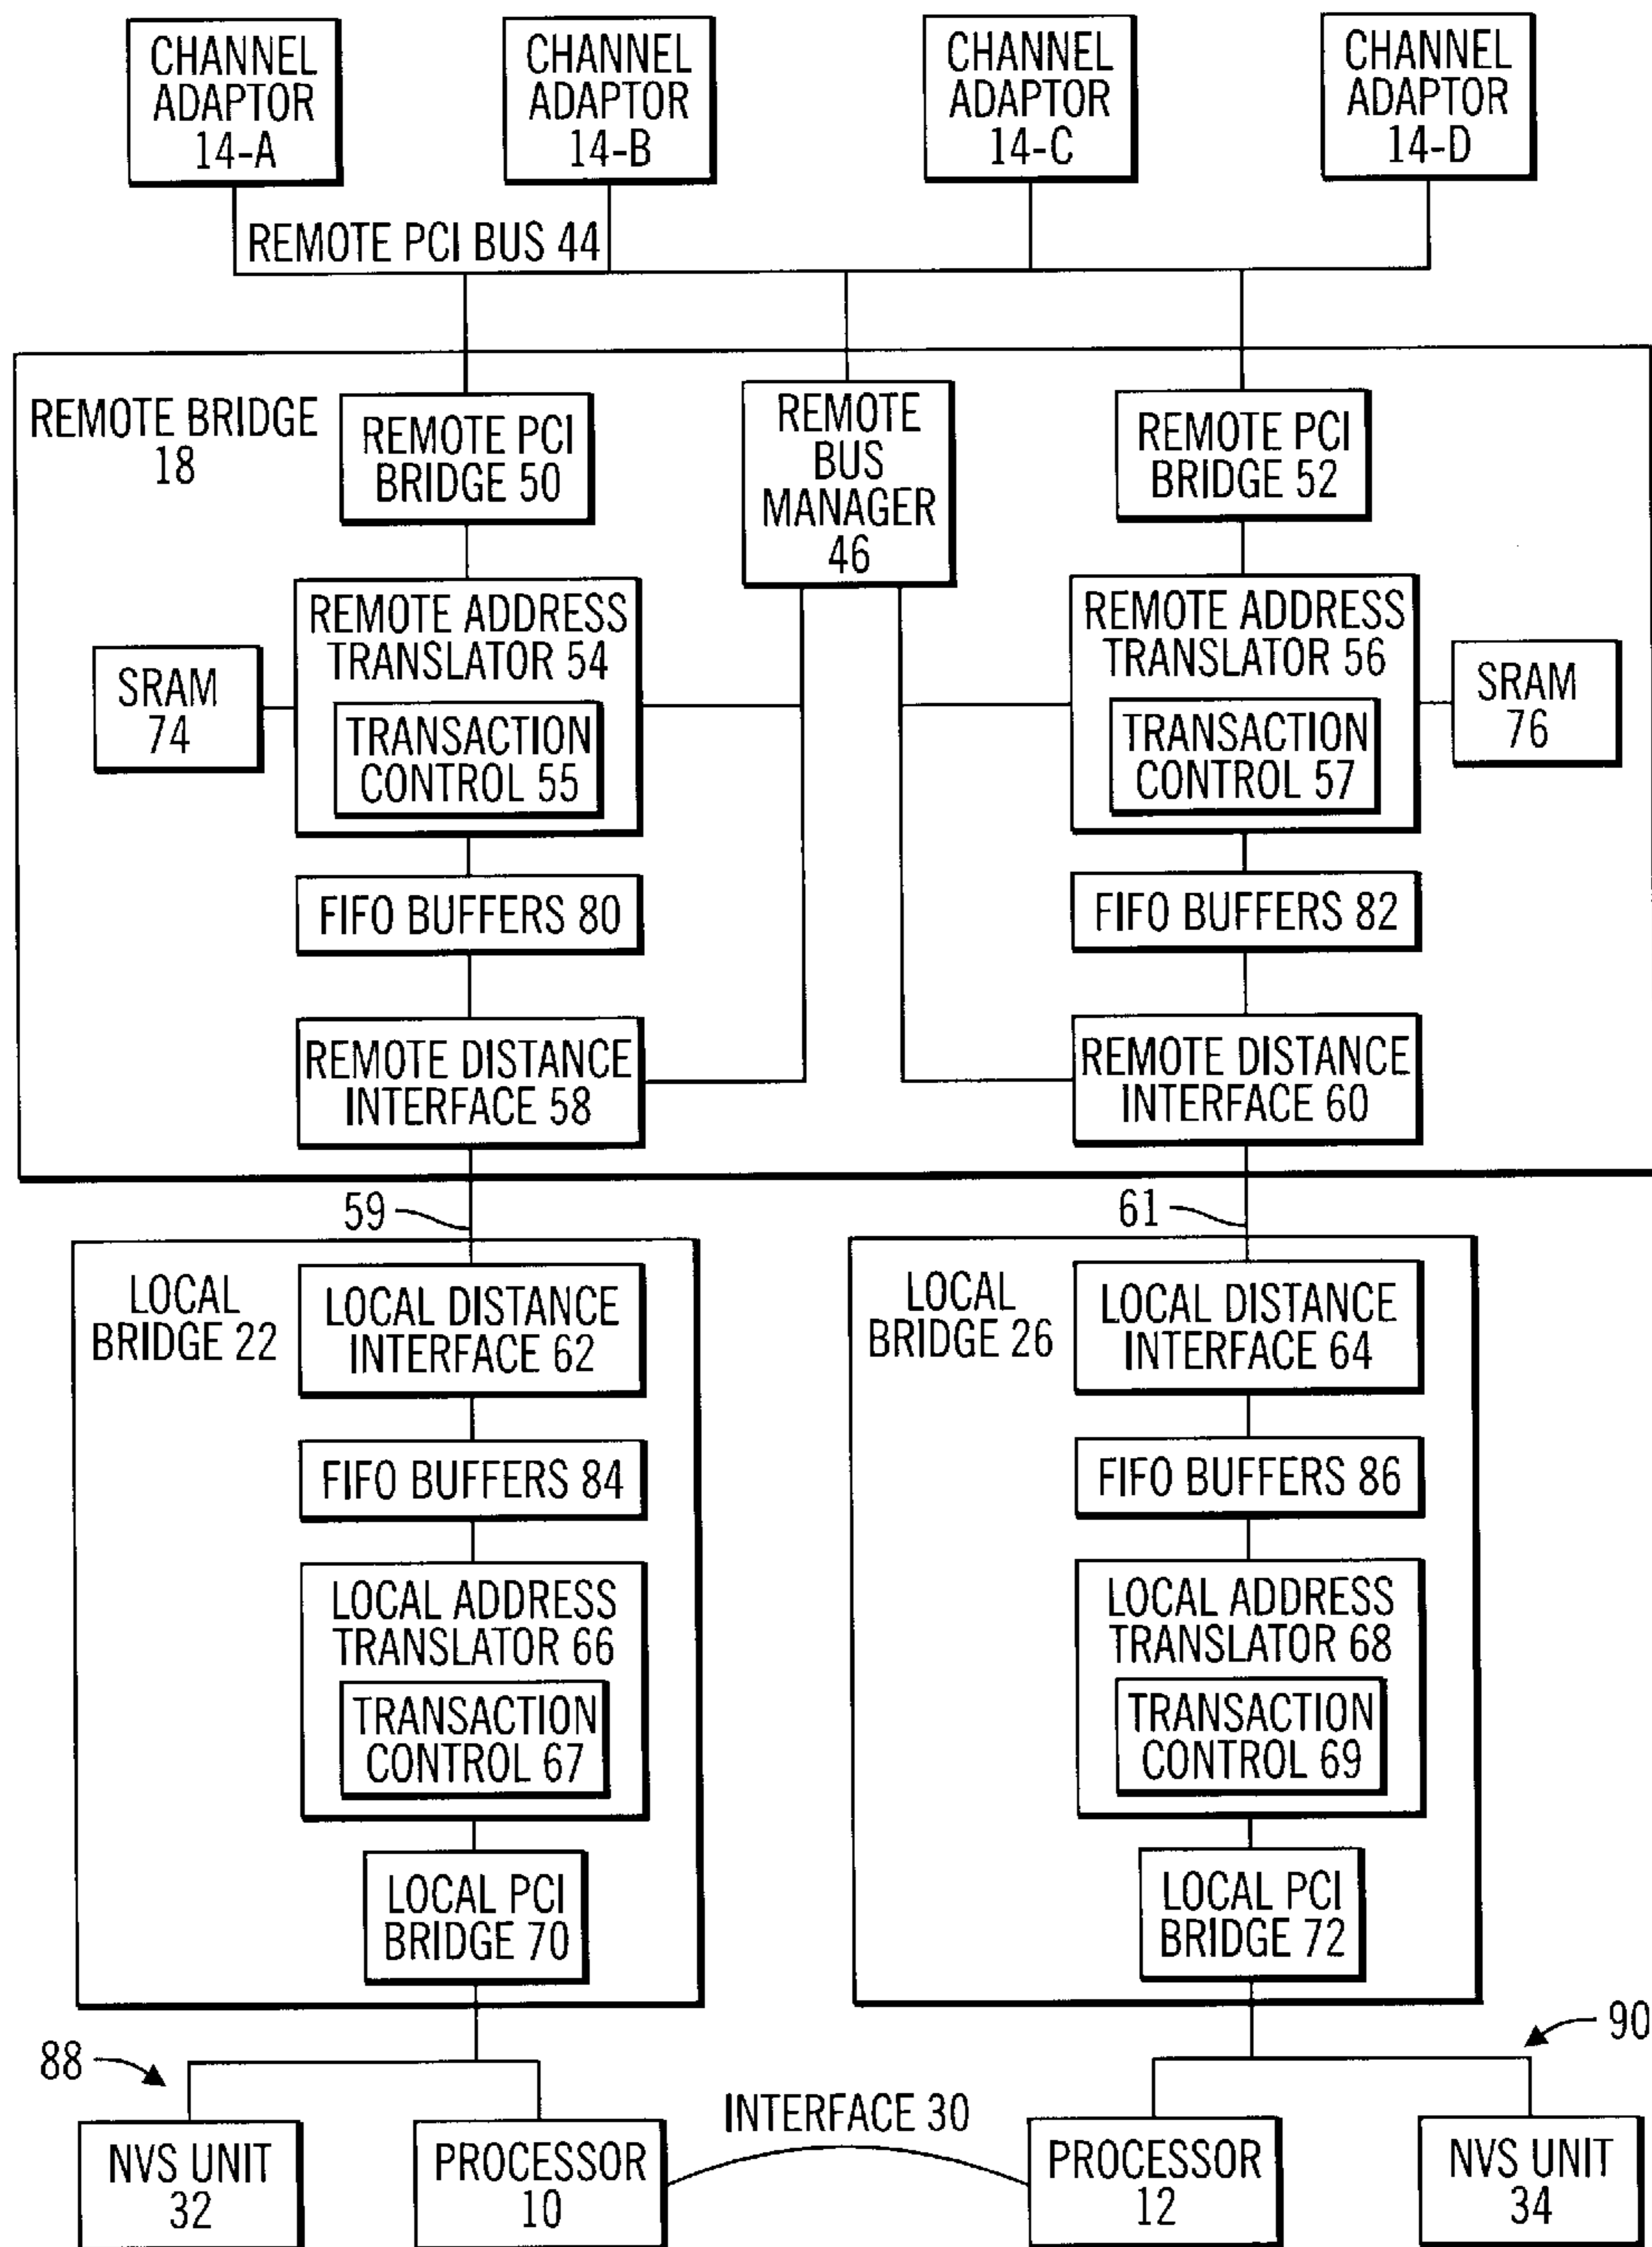 CHANNEL
ADAPTOR
14-A
CHANNEL
ADAPTOR
14-B
CHANNEL
ADAPTOR
14-C
CHANNEL
ADAPTOR
14-D
REMOTE PCI BUS 44
REMOTE BRIDGE
18
REMOTE PCI
BRIDGE 50
REMOTE
BUS
MANAGER
46
REMOTE PCI
BRIDGE 52
SRAM
74
REMOTE ADDRESS
TRANSLATOR 54
TRANSACTION
CONTROL 55
REMOTE ADDRESS
TRANSLATOR 56
TRANSACTION
CONTROL 57
SRAM
76
FIFO BUFFERS 80
FIFO BUFFERS 82
REMOTE DISTANCE
INTERFACE 58
REMOTE DISTANCE
INTERFACE 60
59
61
LOCAL
BRIDGE 22
LOCAL DISTANCE
INTERFACE 62
LOCAL
BRIDGE 26
LOCAL DISTANCE
INTERFACE 64
FIFO BUFFERS 84
FIFO BUFFERS 86
LOCAL ADDRESS
TRANSLATOR 66
TRANSACTION
CONTROL 67
LOCAL ADDRESS
TRANSLATOR 68
TRANSACTION
CONTROL 69
LOCAL PCI
BRIDGE 70
LOCAL PCI
BRIDGE 72
88
90
NVS UNIT
32
PROCESSOR
10
INTERFACE 30
PROCESSOR
12
NVS UNIT
34